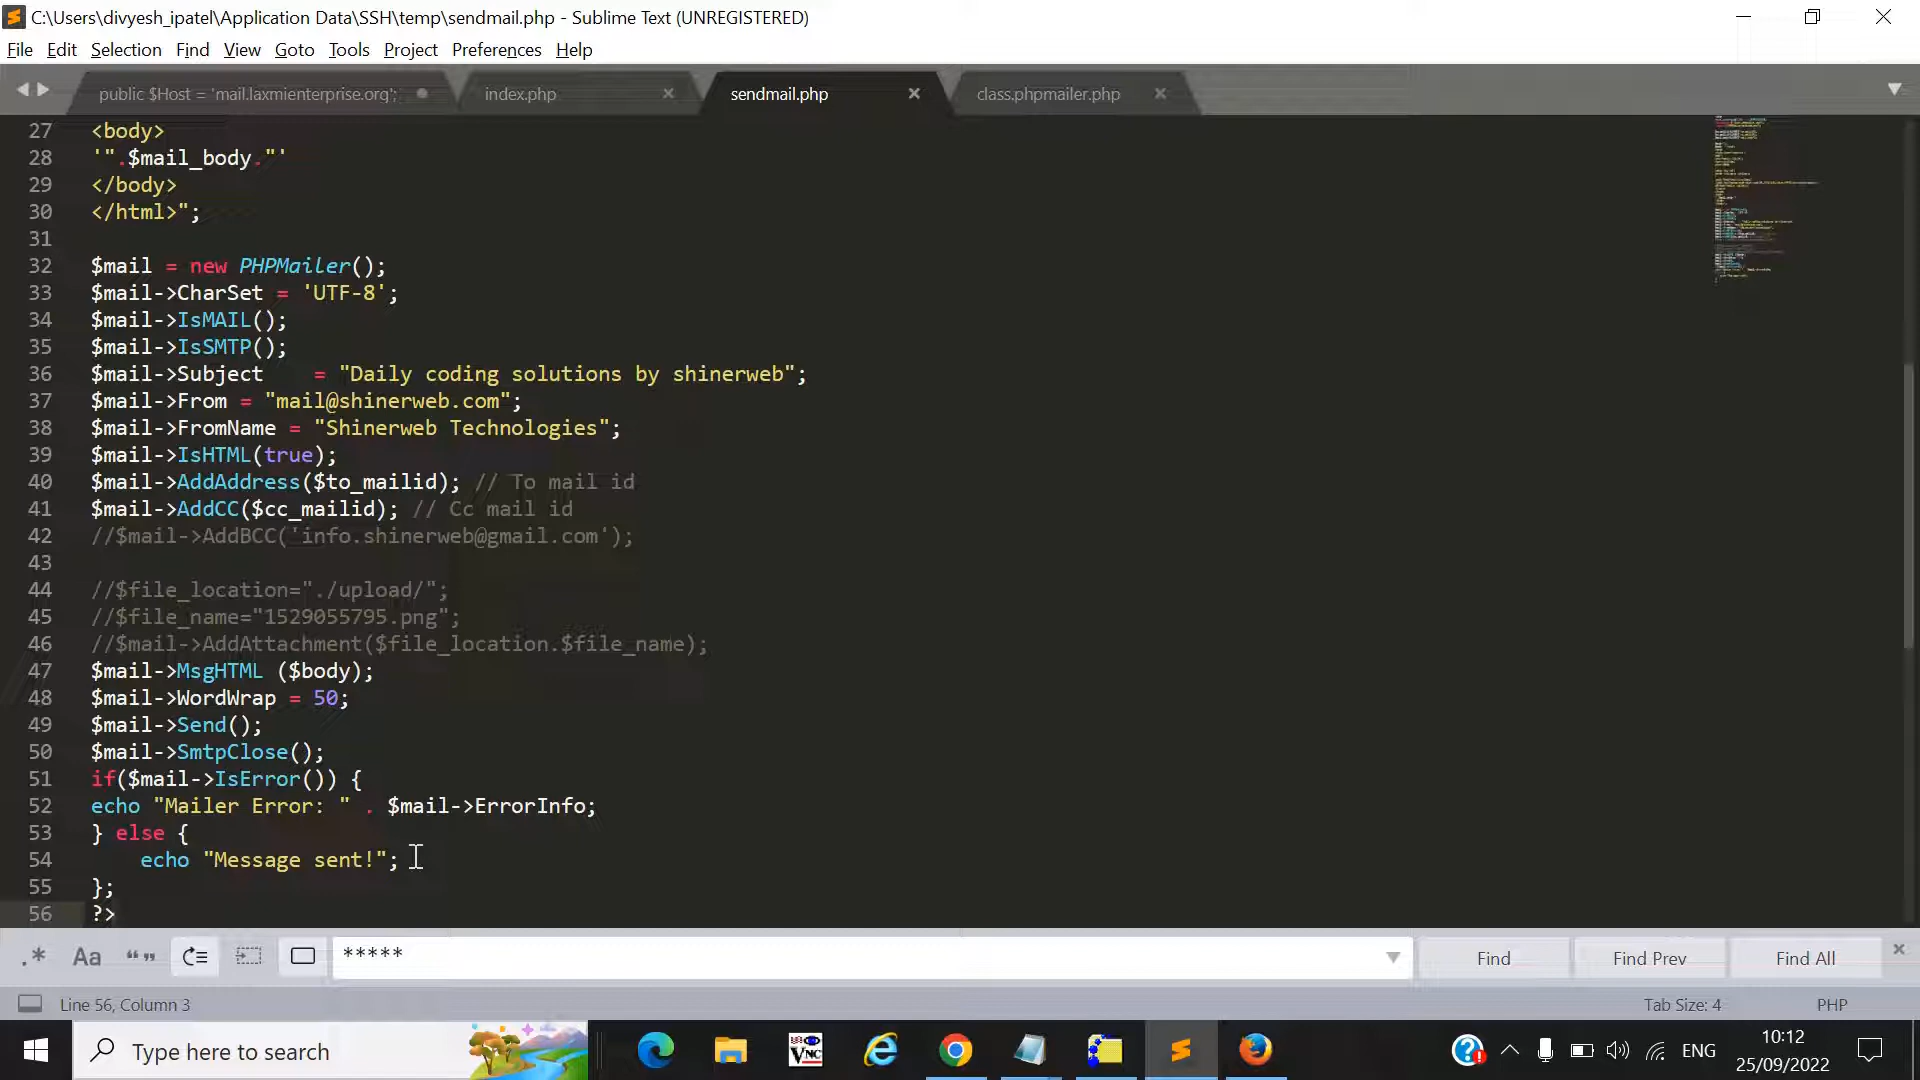 C:\Users\divyesh_ipatel\Application Data\SSH\temp\sendmail.php - Sublime Text (UNREGISTERED)
File Edit Selection Find View Goto Tools Project Preferences Help
public $Host = 'mail.laxmienterprise.org'; index.php sendmail.php class.phpmailer.php
27 <body>
28 '".$mail_body."'
29 </body>
30 </html>";
31
32 $mail = new PHPMailer();
33 $mail->CharSet = 'UTF-8';
34 $mail->IsMAIL();
35 $mail->IsSMTP();
36 $mail->Subject    = "Daily coding solutions by shinerweb";
37 $mail->From = "mail@shinerweb.com";
38 $mail->FromName = "Shinerweb Technologies";
39 $mail->IsHTML(true);
40 $mail->AddAddress($to_mailid); // To mail id
41 $mail->AddCC($cc_mailid); // Cc mail id
42 //$mail->AddBCC('info.shinerweb@gmail.com');
43
44 //$file_location="./upload/";
45 //$file_name="1529055795.png";
46 //$mail->AddAttachment($file_location.$file_name);
47 $mail->MsgHTML ($body);
48 $mail->WordWrap = 50;
49 $mail->Send();
50 $mail->SmtpClose();
51 if($mail->IsError()) {
52 echo "Mailer Error: " . $mail->ErrorInfo;
53 } else {
54     echo "Message sent!";
55 };
56 ?>
.* Aa “” ***** Find Find Prev Find All
Line 56, Column 3 Tab Size: 4 PHP
Type here to search VNC ENG 10:12
25/09/2022